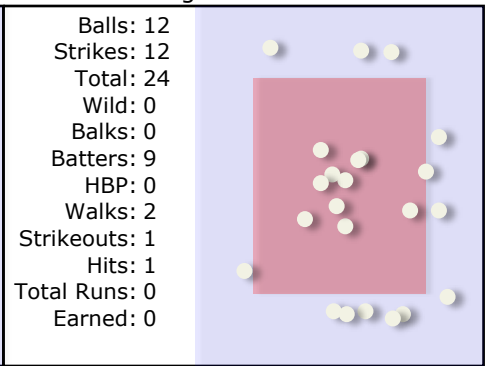 Balls: 12
Strikes: 12
Total: 24
Wild: 0
Balks: 0
Batters: 9
HBP: 0
Walks: 2
Strikeouts: 1
Hits: 1
Total Runs: 0
Earned: 0